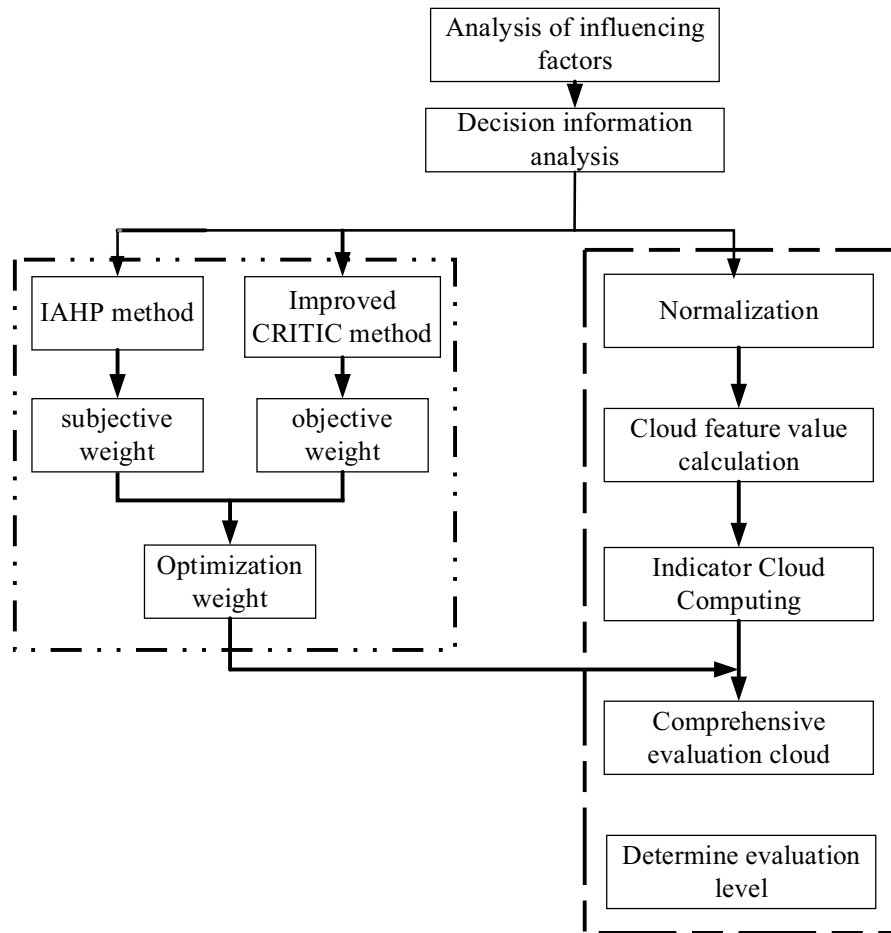 Analysis of influencing
factors
Decision information
analysis
IAHP method
Improved
CRITIC method
Normalization
subjective
weight
objective
weight
Cloud feature value
calculation
Optimization
weight
Indicator Cloud
Computing
Comprehensive
evaluation cloud
Determine evaluation
level